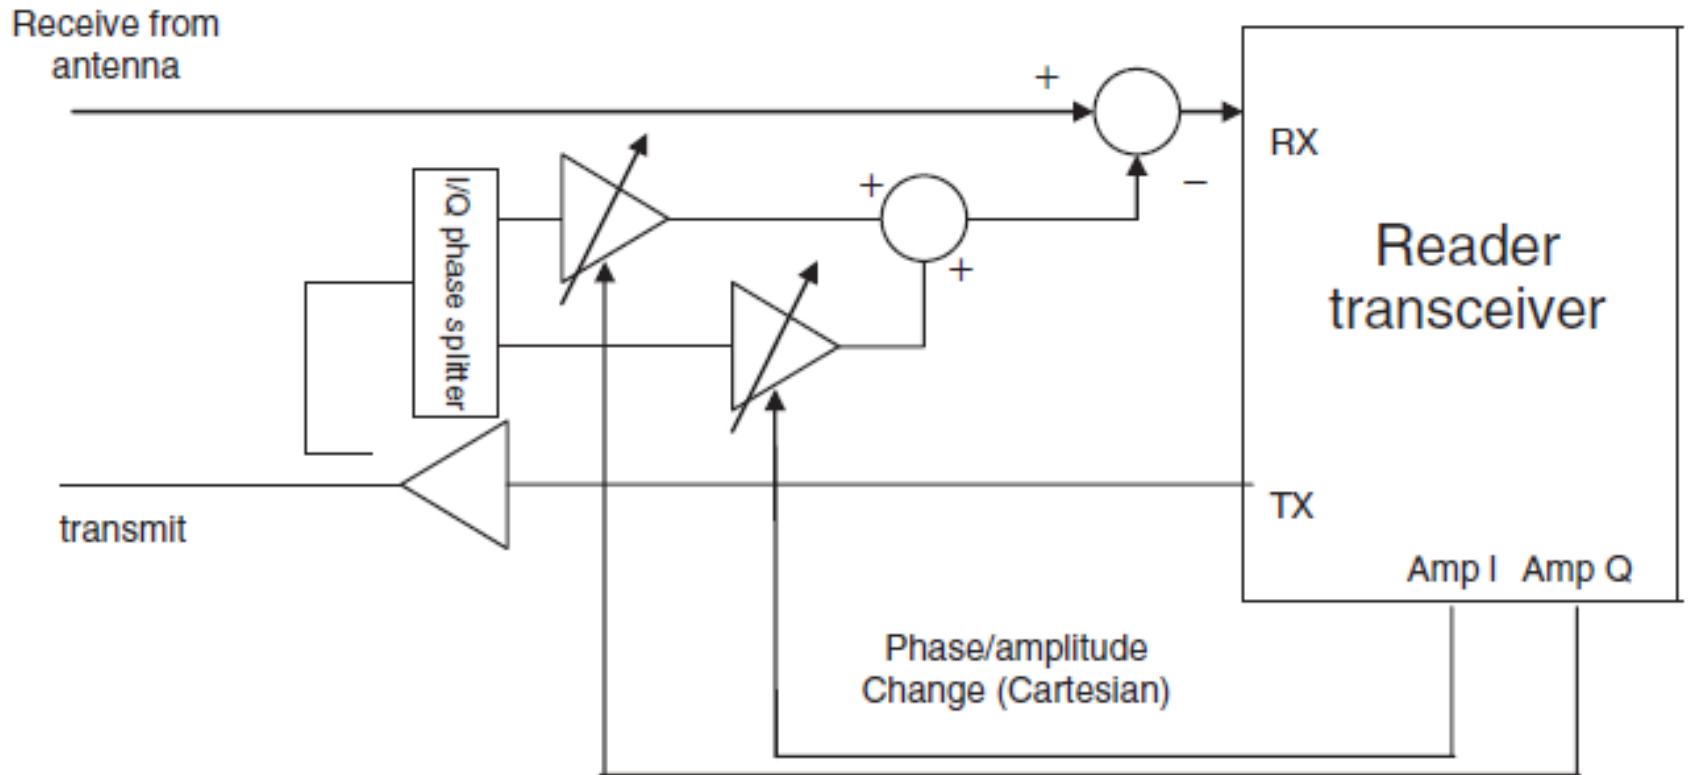 Receive from
antenna
+
RX
I/Q phase splitter
+
−
+
Reader
transceiver
TX
transmit
Amp I Amp Q
Phase/amplitude
Change (Cartesian)